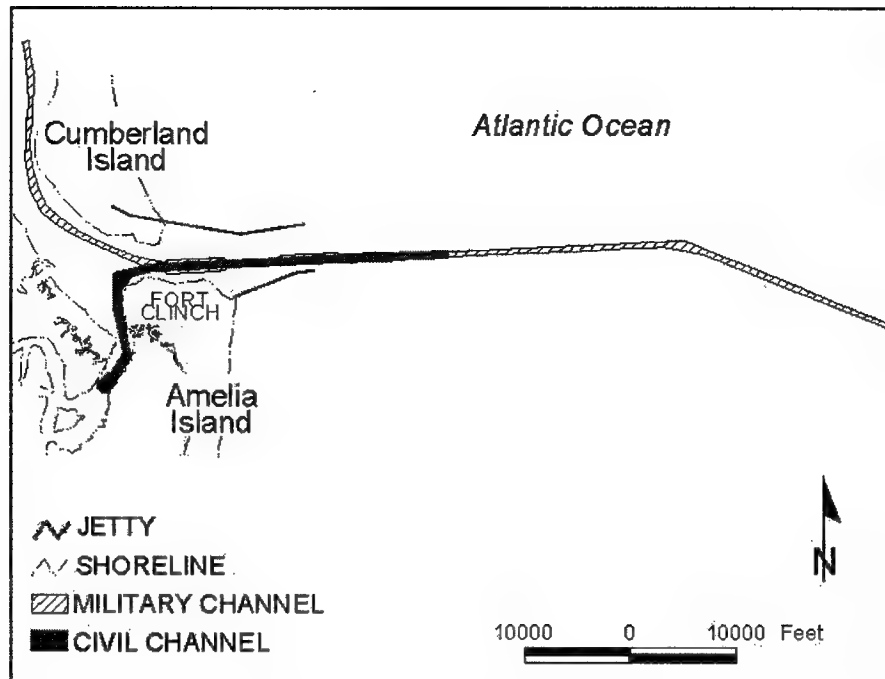 Cumberland
Island
Atlantic Ocean
FORT
CLINCH
Amelia
Island
JETTY
SHORELINE
MILITARY CHANNEL
CIVIL CHANNEL
N
10000 0 10000 Feet